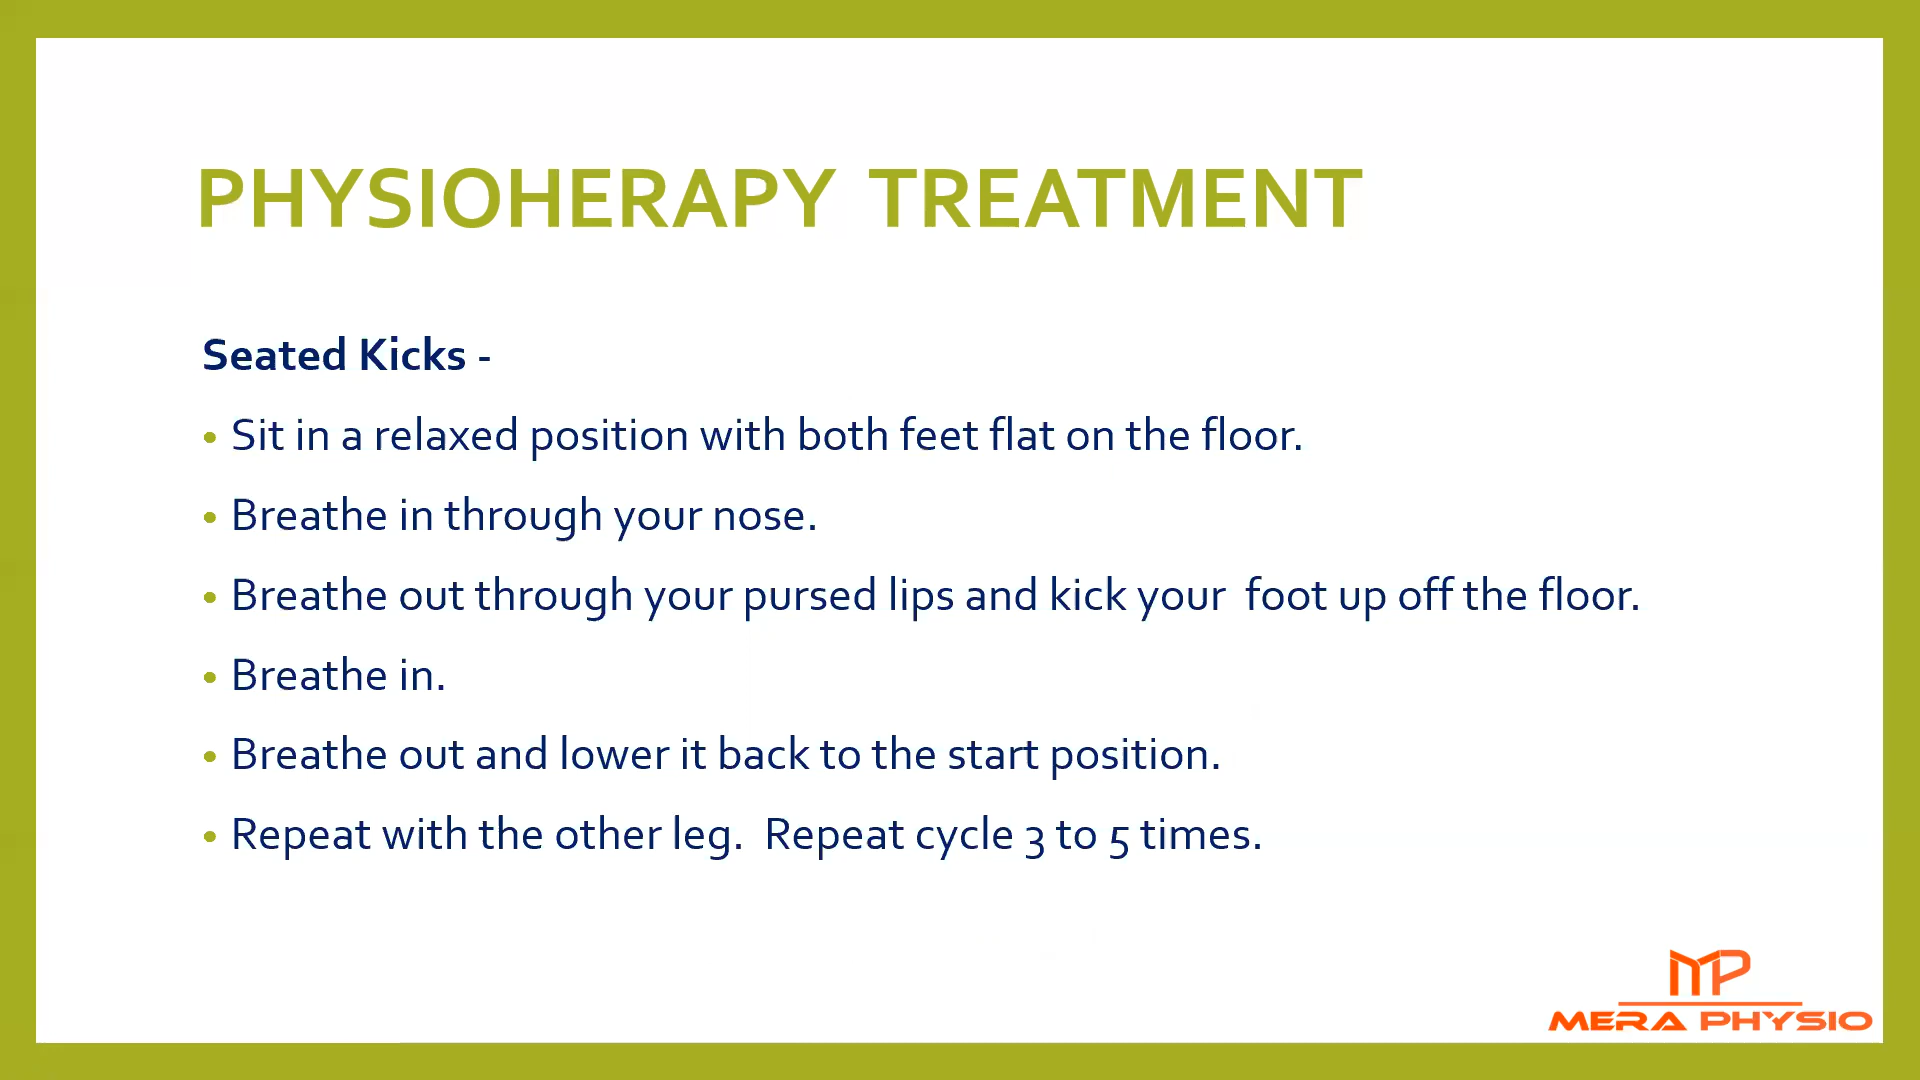 PHYSIOHERAPY TREATMENT
Seated Kicks -
• Sit in a relaxed position with both feet flat on the floor.
• Breathe in through your nose.
• Breathe out through your pursed lips and kick your foot up off the floor.
• Breathe in.
• Breathe out and lower it back to the start position.
• Repeat with the other leg. Repeat cycle 3 to 5 times.
MP
MERA PHYSIO